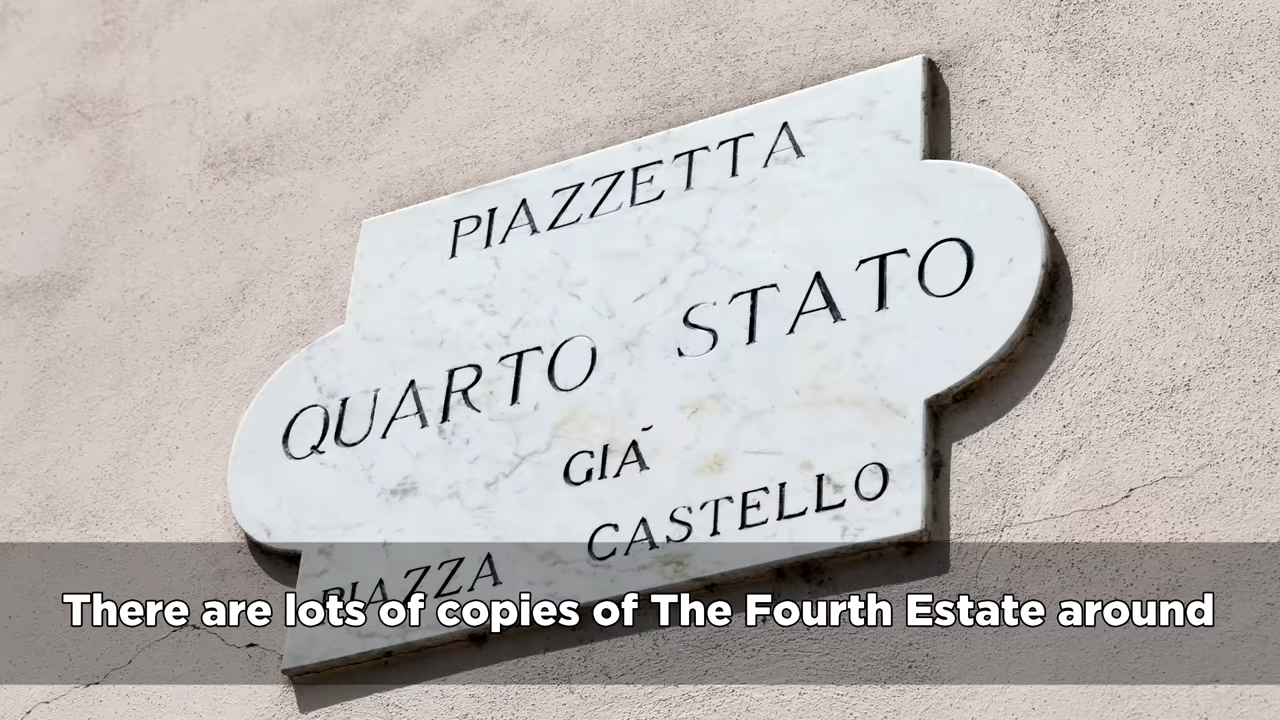 PIAZZETTA
QUARTO STATO
GIÀ
PIAZZA CASTELLO
There are lots of copies of The Fourth Estate around